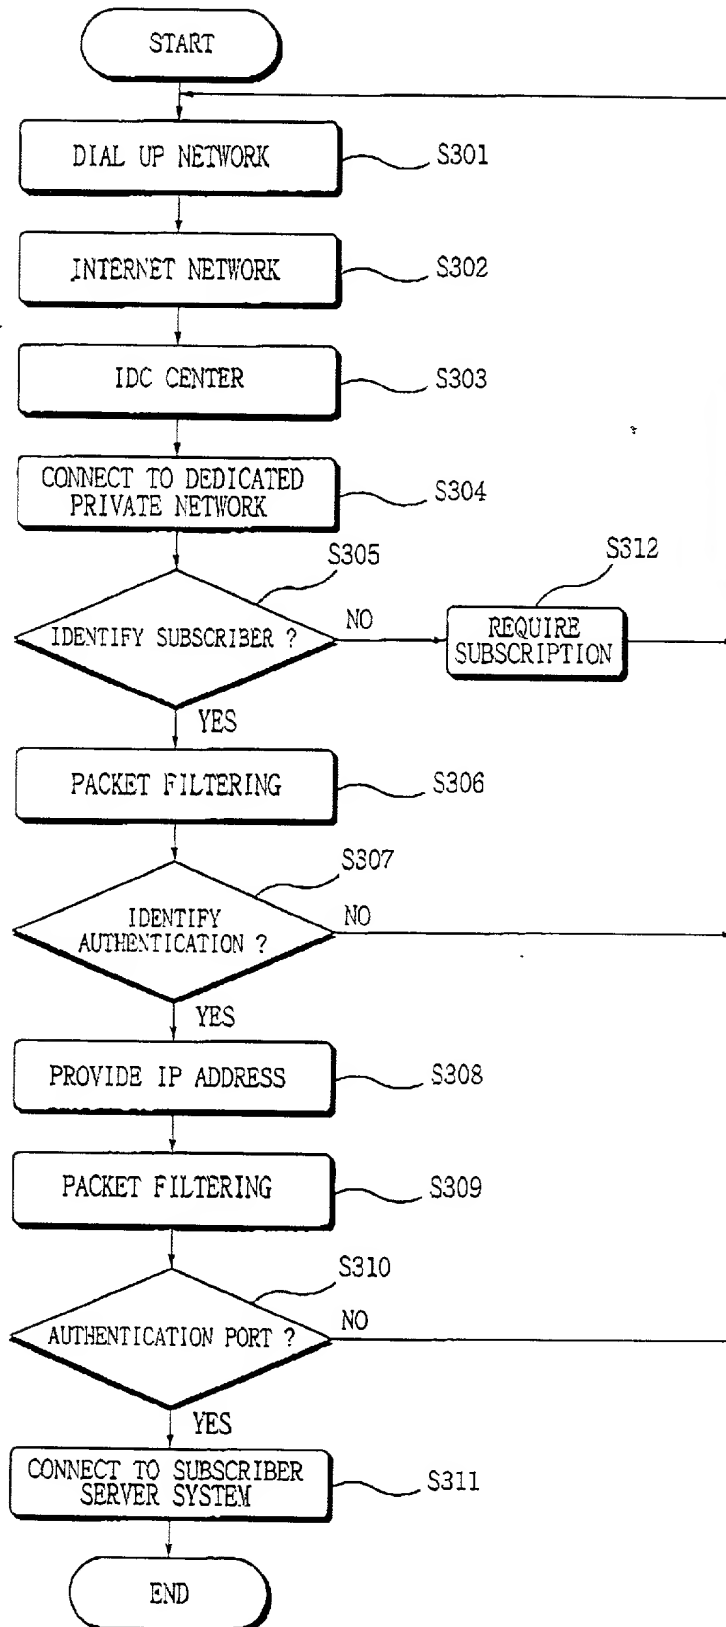 START
DIAL UP NETWORK
S301
INTERNET NETWORK
S302
IDC CENTER
S303
CONNECT TO DEDICATED
PRIVATE NETWORK
S304
S305
IDENTIFY SUBSCRIBER ?
NO
S312
REQUIRE
SUBSCRIPTION
YES
PACKET FILTERING
S306
S307
IDENTIFY
AUTHENTICATION ?
NO
YES
PROVIDE IP ADDRESS
S308
PACKET FILTERING
S309
S310
AUTHENTICATION PORT ?
NO
YES
CONNECT TO SUBSCRIBER
SERVER SYSTEM
S311
END